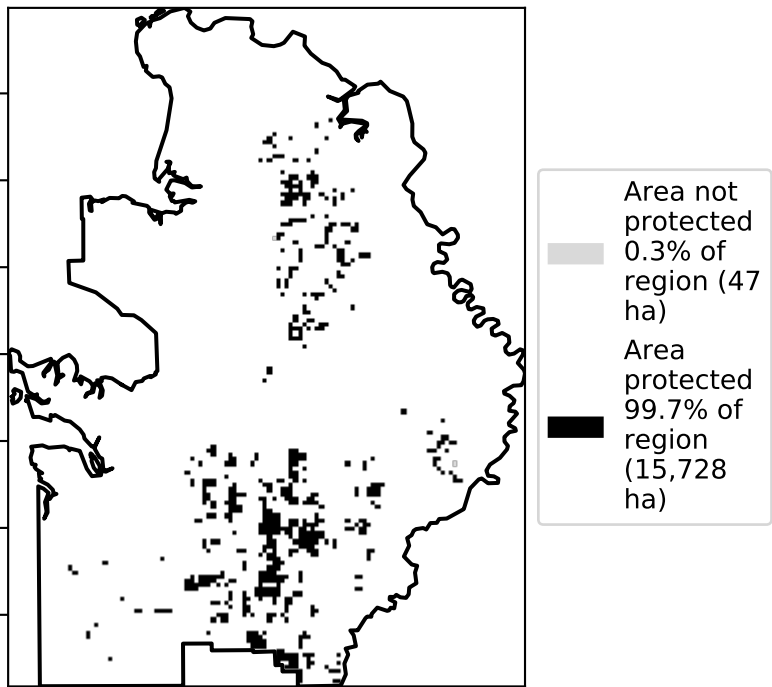 Area not
protected
0.3% of
region (47
ha)
Area
protected
99.7% of
region
(15,728
ha)